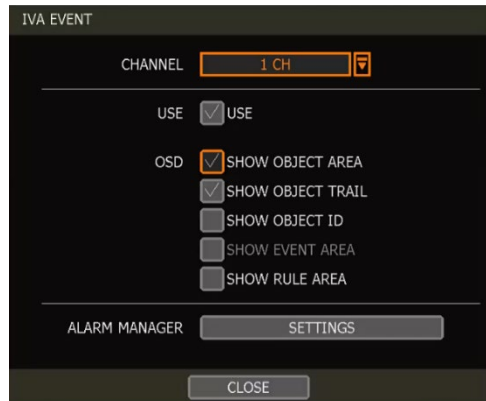 IVA EVENT
CHANNEL 1 CH
USE USE
OSD SHOW OBJECT AREA
SHOW OBJECT TRAIL
SHOW OBJECT ID
SHOW EVENT AREA
SHOW RULE AREA
ALARM MANAGER SETTINGS
CLOSE